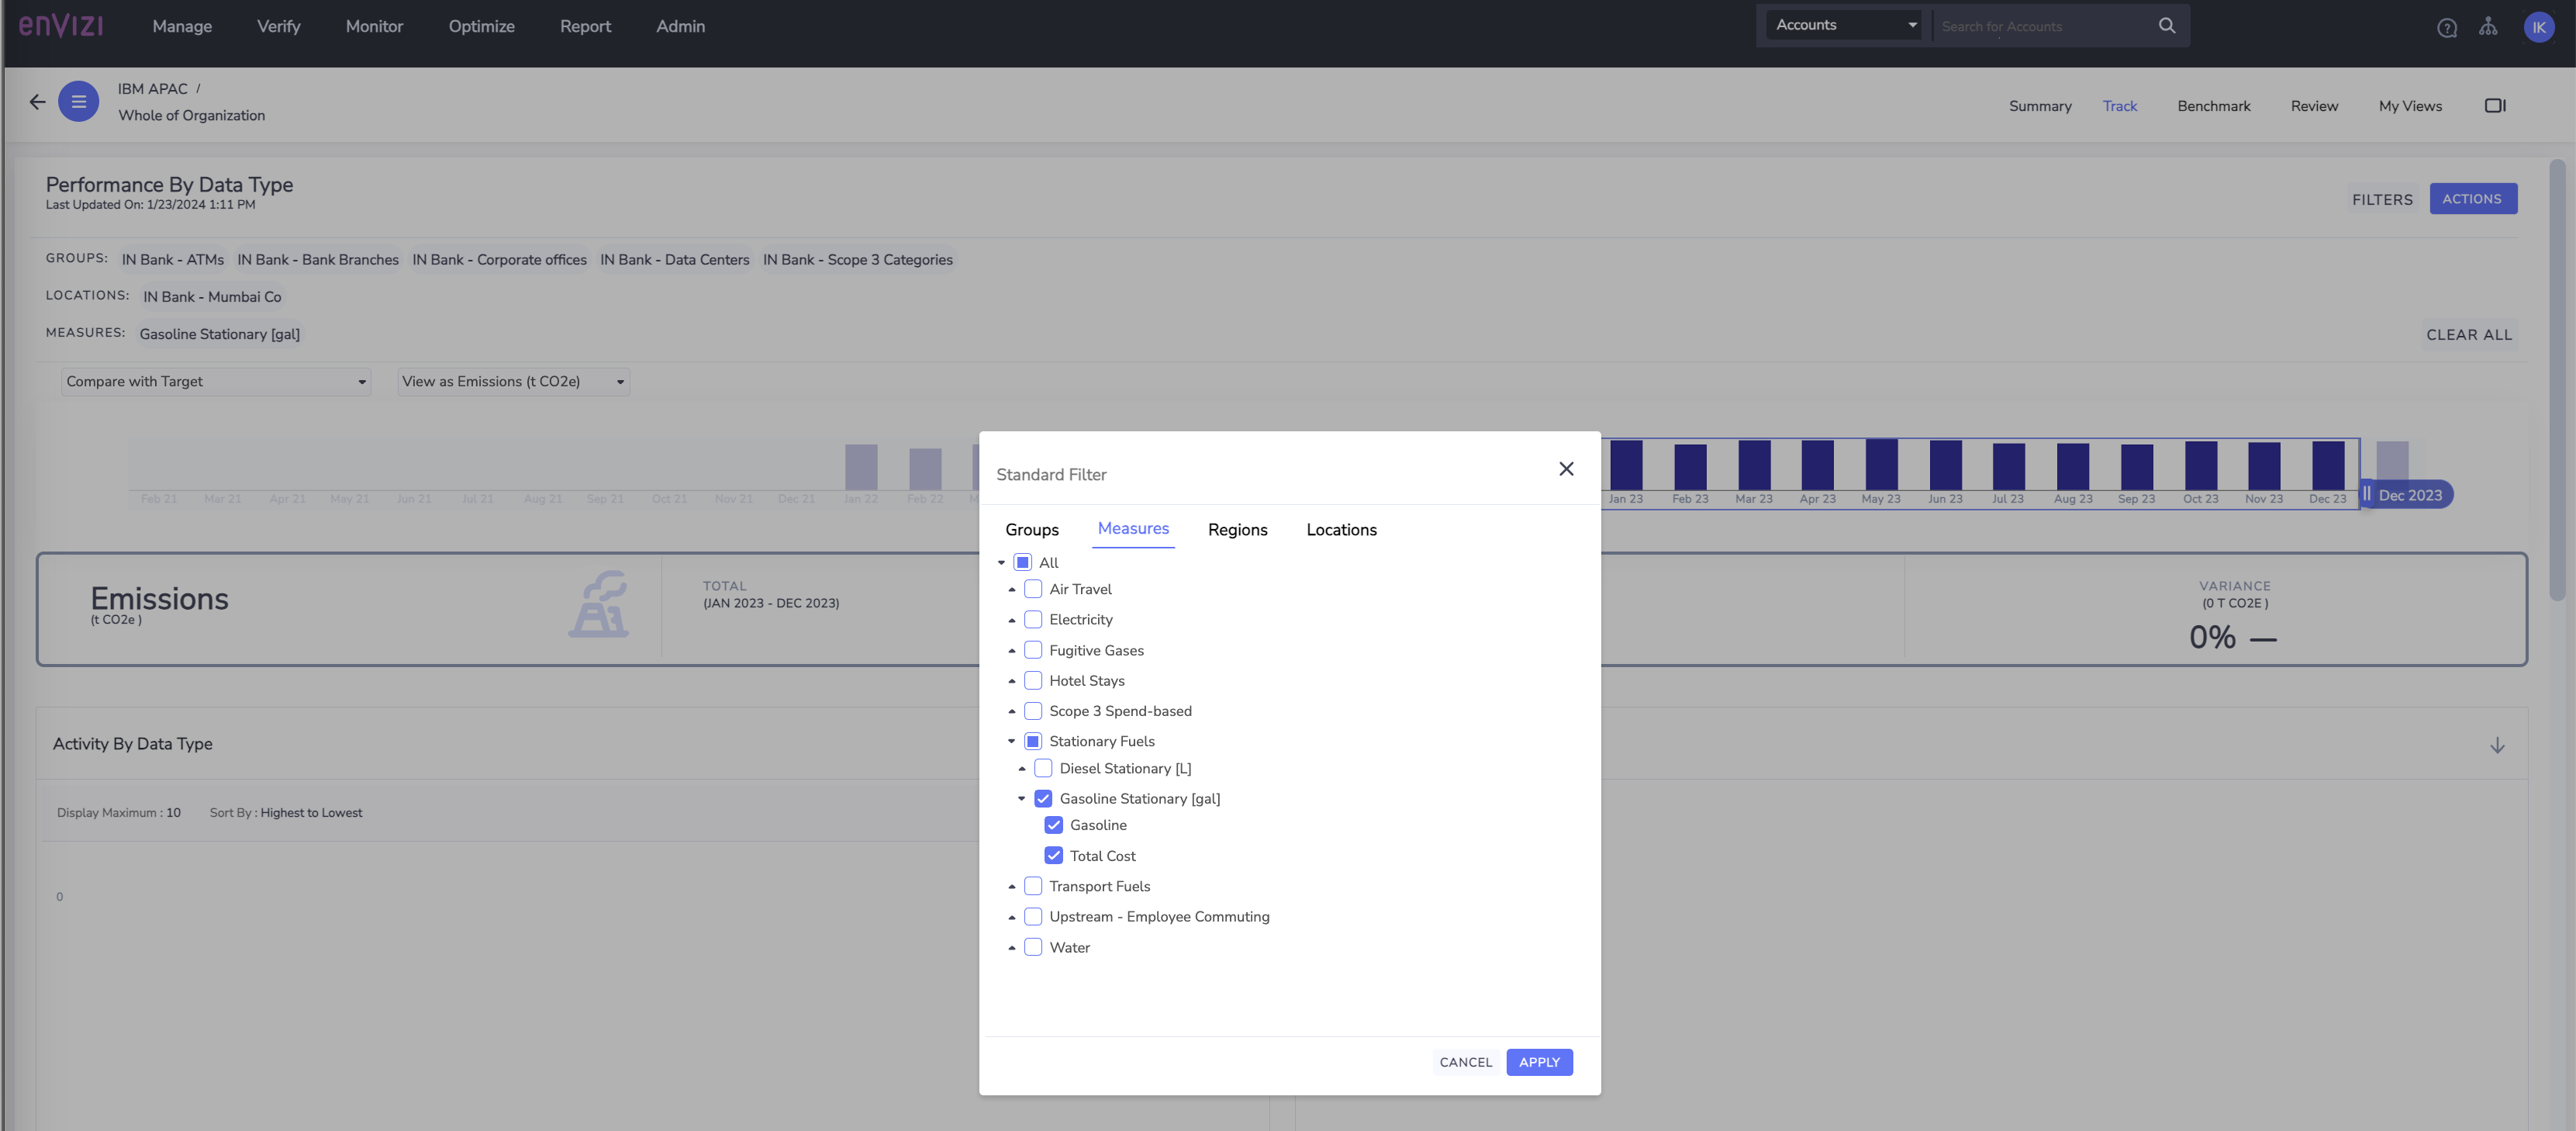 enVIZI
Manage Verify Monitor Optimize Report Admin Accounts Search for Accounts IK
IBM APAC /
Whole of Organization
Summary Track Benchmark Review My Views
Performance By Data Type
Last Updated On: 1/23/2024 1:11 PM
FILTERS ACTIONS
GROUPS: IN Bank - ATMs IN Bank - Bank Branches IN Bank - Corporate offices IN Bank - Data Centers IN Bank - Scope 3 Categories
LOCATIONS: IN Bank - Mumbai Co
MEASURES: Gasoline Stationary [gal]
CLEAR ALL
Compare with Target View as Emissions (t CO2e)
Feb 21 Mar 21 Apr 21 May 21 Jun 21 Jul 21 Aug 21 Sep 21 Oct 21 Nov 21 Dec 21 Jan 22 Feb 22 M
Jan 23 Feb 23 Mar 23 Apr 23 May 23 Jun 23 Jul 23 Aug 23 Sep 23 Oct 23 Nov 23 Dec 23 Dec 2023
Emissions
(t CO2e )
TOTAL
(JAN 2023 - DEC 2023)
VARIANCE
(0 T CO2E )
0% —
Activity By Data Type
Display Maximum : 10 Sort By : Highest to Lowest
0
Standard Filter
Groups Measures Regions Locations
All
Air Travel
Electricity
Fugitive Gases
Hotel Stays
Scope 3 Spend-based
Stationary Fuels
Diesel Stationary [L]
Gasoline Stationary [gal]
Gasoline
Total Cost
Transport Fuels
Upstream - Employee Commuting
Water
CANCEL APPLY